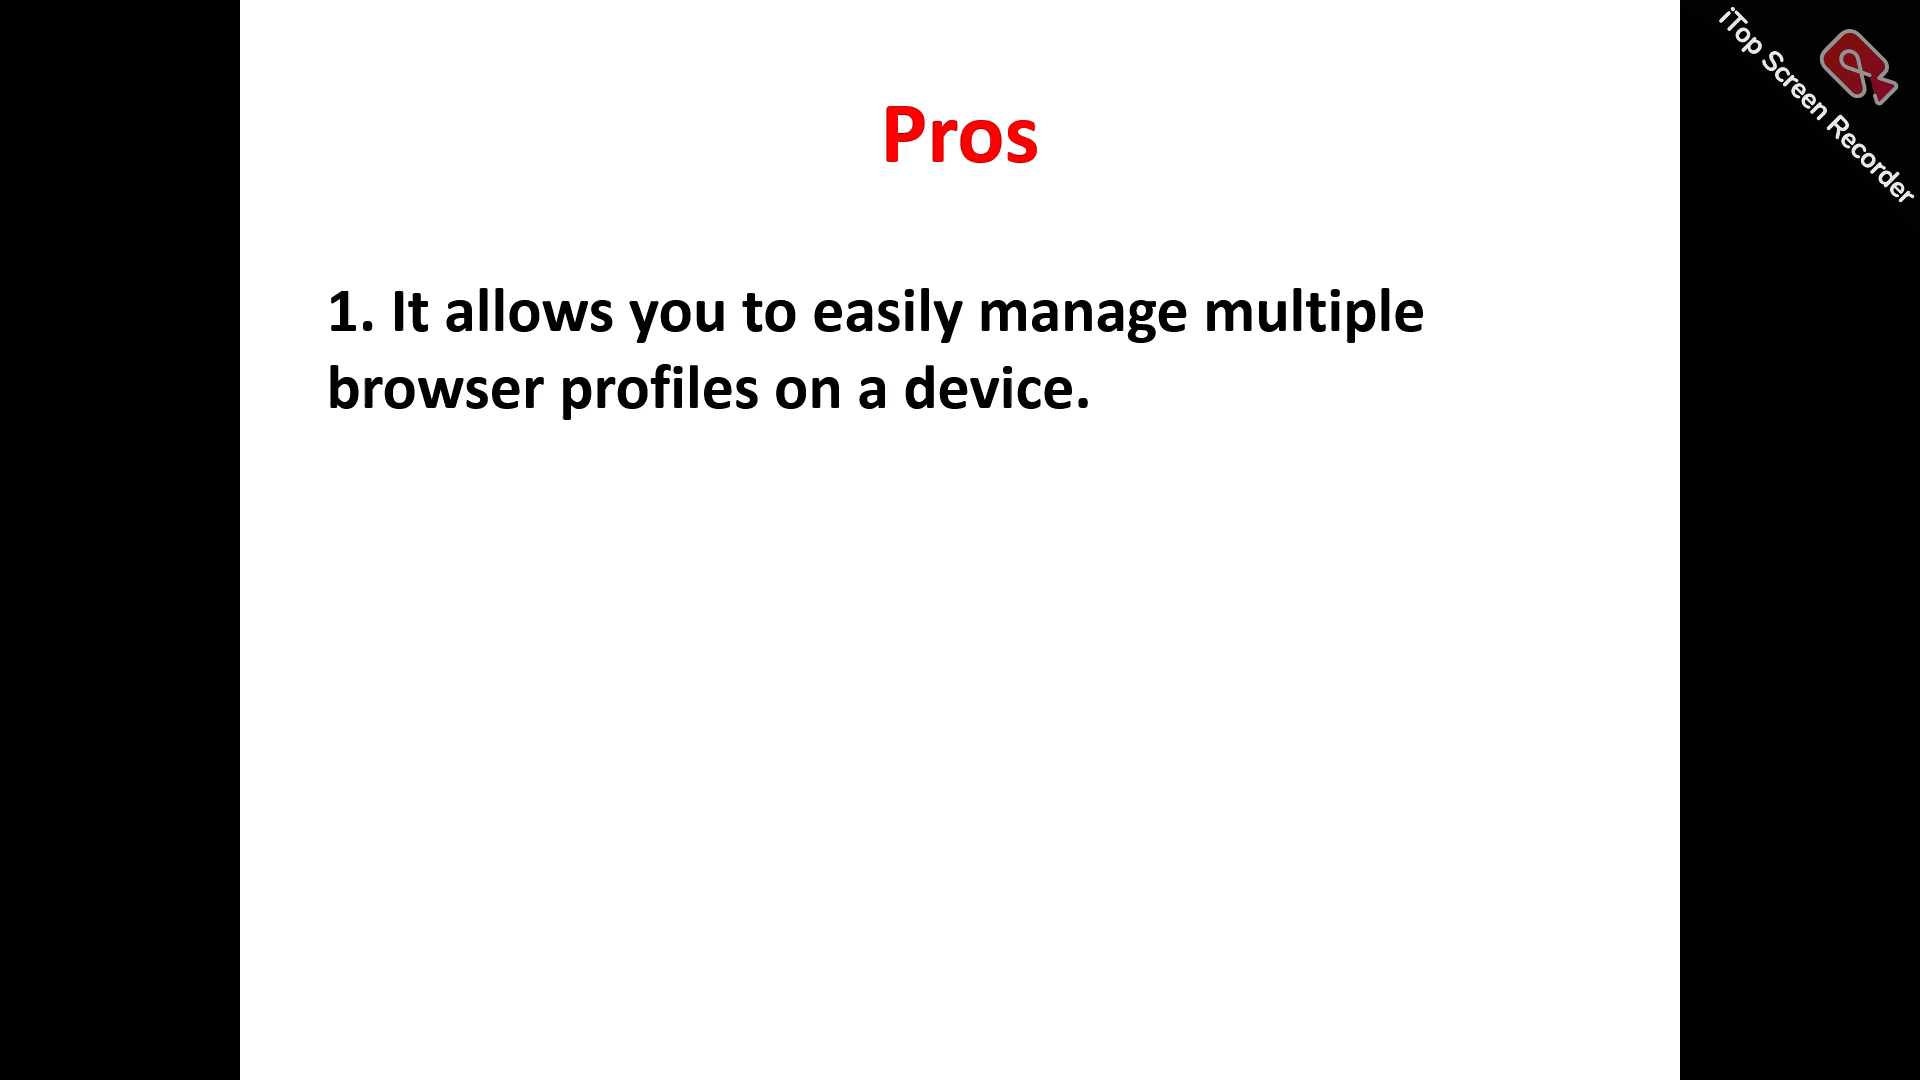 Pros
1. It allows you to easily manage multiple
browser profiles on a device.
iTop Screen Recorder